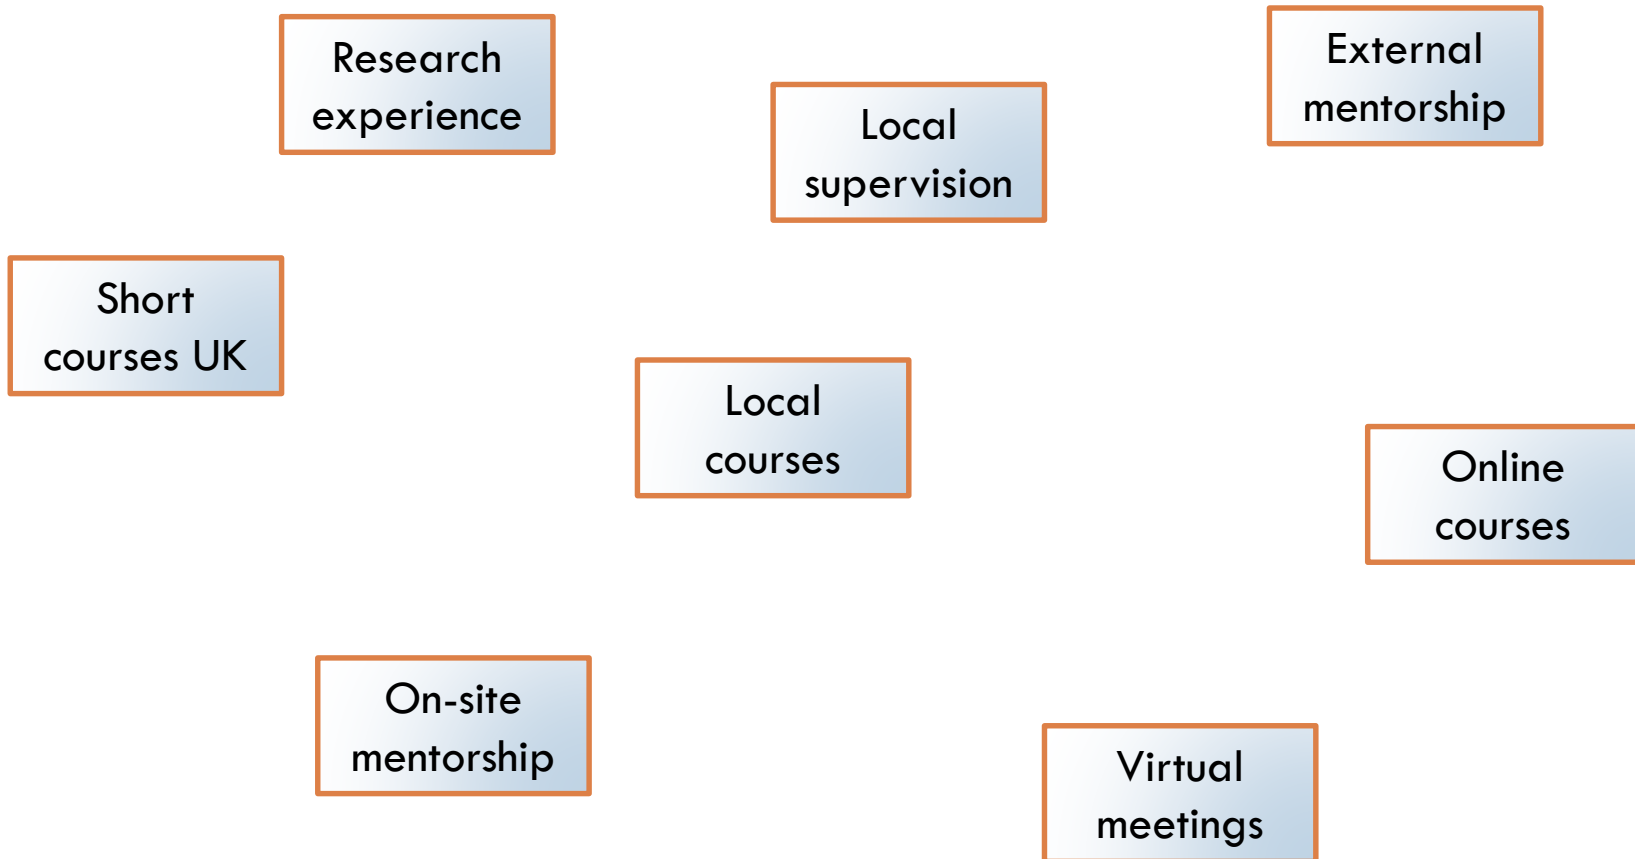 Research
experience
External
mentorship
Local
supervision
Short
courses UK
Local
courses
Online
courses
On-site
mentorship
Virtual
meetings